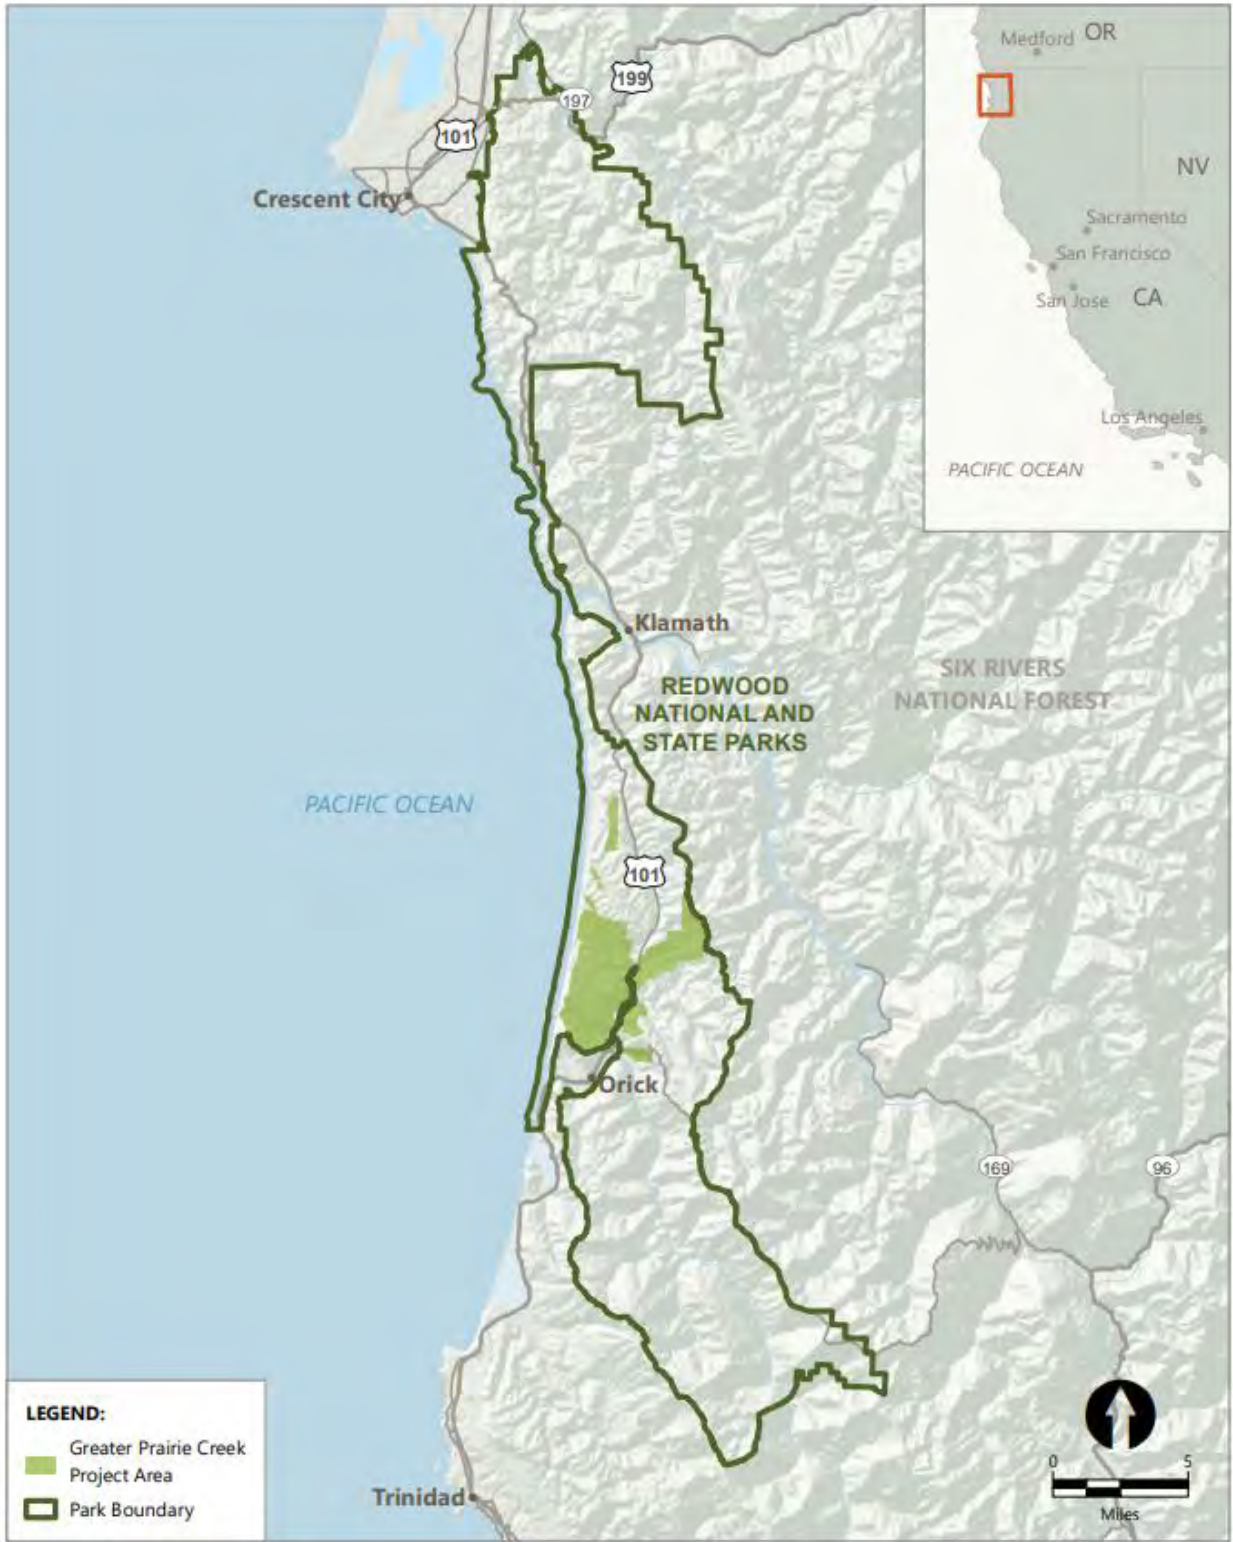 Medford
OR
199
197
101
NV
Crescent City
Sacramento
San Francisco
San Jose
CA
Los Angeles
PACIFIC OCEAN
Klamath
SIX RIVERS
NATIONAL FOREST
REDWOOD
NATIONAL AND
STATE PARKS
PACIFIC OCEAN
101
Orick
169
96
LEGEND:
Greater Prairie Creek
Project Area
Park Boundary
Trinidad
0
5
Miles